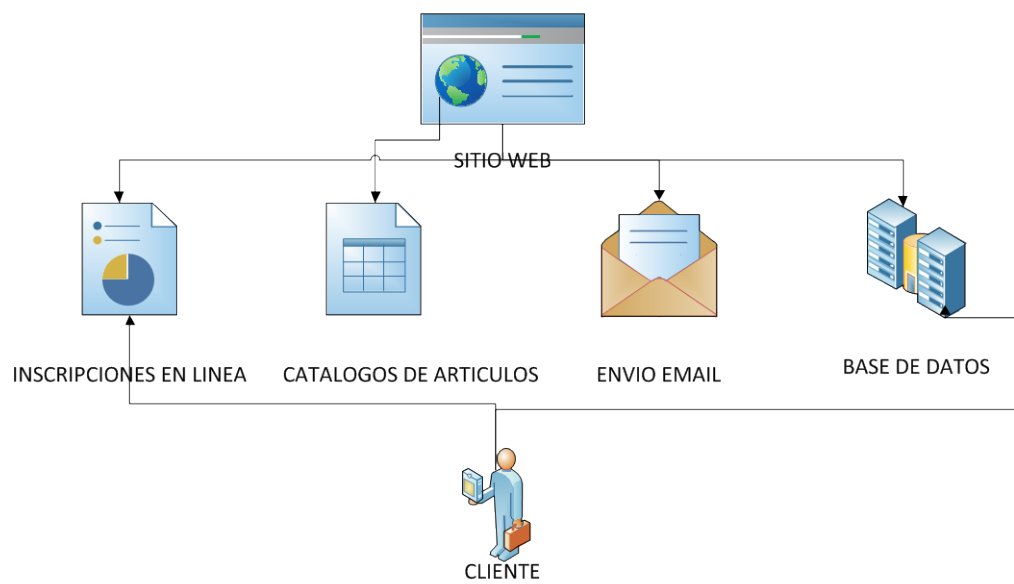 SITIO WEB
INSCRIPCIONES EN LINEA
CATALOGOS DE ARTICULOS
ENVIO EMAIL
BASE DE DATOS
CLIENTE